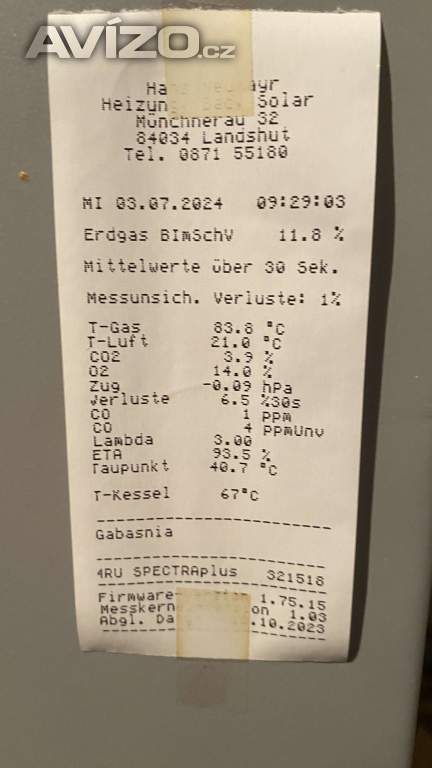 AVÍZO.cz
Heizung Solar
Münchnerau 32
84034 Landshut
Tel. 0871 55180
MI 03.07.2024 09:29:03
Erdgas BImSchV 11.8 %
Mittelwerte über 30 Sek.
Messunsich. Verluste: 1%
T-Gas 83.8 °C
T-Luft 21.0 °C
CO2 3.9 %
O2 14.0 %
Zug -0.09 hPa
Verluste 6.5 %30s
CO 1 ppm
CO 4 ppmUnv
Lambda 3.00
ETA 93.5 %
Taupunkt 40.7 °C
T-Kessel 67°C
Gabasnia
4RU SPECTRAplus 321518
Firmware- 1.75.15
Messkern on 1.03
Abgl. Da .10.2023